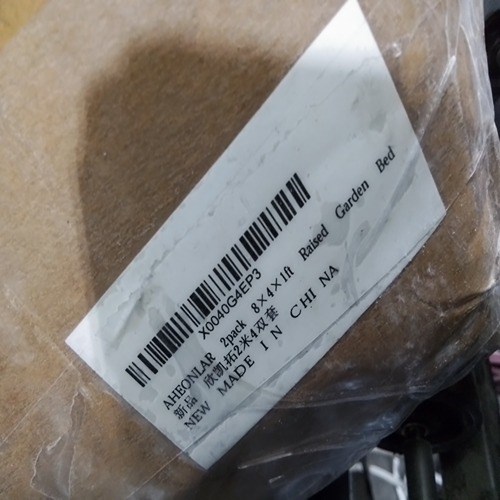 X0040G4EP3
AHEONLAR 2pack 8×4×1ft Raised Garden Bed
新品 欣凯拓2米4双套
NEW MADE IN CHINA